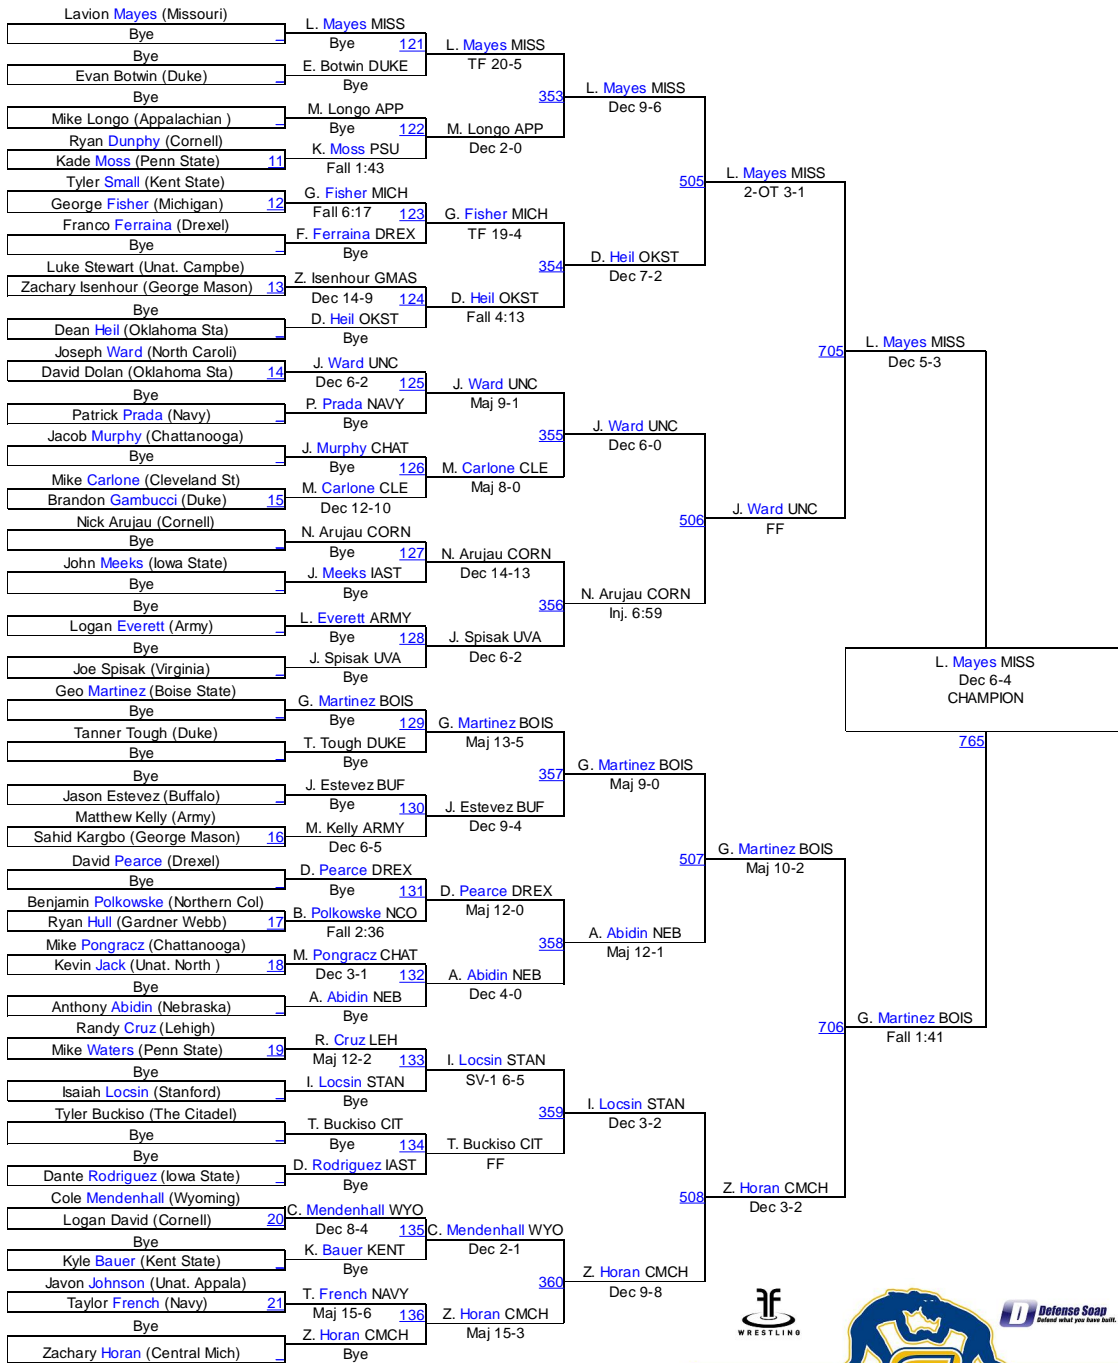 Lavion Mayes (Missouri)
Bye
Bye
Evan Botwin (Duke)
Bye
Mike Longo (Appalachian )
Ryan Dunphy (Cornell)
Kade Moss (Penn State) 11
Tyler Small (Kent State)
George Fisher (Michigan) 12
Franco Ferraina (Drexel)
Bye
Luke Stewart (Unat. Campbe)
Zachary Isenhour (George Mason) 13
Bye
Dean Heil (Oklahoma Sta)
Joseph Ward (North Caroli)
David Dolan (Oklahoma Sta) 14
Bye
Patrick Prada (Navy)
Jacob Murphy (Chattanooga)
Bye
Mike Carlone (Cleveland St)
Brandon Gambucci (Duke) 15
Nick Arujau (Cornell)
Bye
John Meeks (Iowa State)
Bye
Bye
Logan Everett (Army)
Bye
Joe Spisak (Virginia)
Geo Martinez (Boise State)
Bye
Tanner Tough (Duke)
Bye
Bye
Jason Estevez (Buffalo)
Matthew Kelly (Army)
Sahid Kargbo (George Mason) 16
David Pearce (Drexel)
Bye
Benjamin Polkowske (Northern Col)
Ryan Hull (Gardner Webb) 17
Mike Pongracz (Chattanooga)
Kevin Jack (Unat. North ) 18
Bye
Anthony Abidin (Nebraska)
Randy Cruz (Lehigh)
Mike Waters (Penn State) 19
Bye
Isaiah Locsin (Stanford)
Tyler Buckiso (The Citadel)
Bye
Bye
Dante Rodriguez (Iowa State)
Cole Mendenhall (Wyoming)
Logan David (Cornell) 20
Bye
Kyle Bauer (Kent State)
Javon Johnson (Unat. Appala)
Taylor French (Navy) 21
Bye
Zachary Horan (Central Mich)
L. Mayes MISS
Bye 121
E. Botwin DUKE
Bye
M. Longo APP
Bye 122
K. Moss PSU
Fall 1:43
G. Fisher MICH
Fall 6:17 123
F. Ferraina DREX
Bye
Z. Isenhour GMAS
Dec 14-9 124
D. Heil OKST
Bye
J. Ward UNC
Dec 6-2 125
P. Prada NAVY
Bye
J. Murphy CHAT
Bye 126
M. Carlone CLE
Dec 12-10
N. Arujau CORN
Bye 127
J. Meeks IAST
Bye
L. Everett ARMY
Bye 128
J. Spisak UVA
Bye
G. Martinez BOIS
Bye 129
T. Tough DUKE
Bye
J. Estevez BUF
Bye 130
M. Kelly ARMY
Dec 6-5
D. Pearce DREX
Bye 131
B. Polkowske NCO
Fall 2:36
M. Pongracz CHAT
Dec 3-1 132
A. Abidin NEB
Bye
R. Cruz LEH
Maj 12-2 133
I. Locsin STAN
Bye
T. Buckiso CIT
Bye 134
D. Rodriguez IAST
Bye
C. Mendenhall WYO
Dec 8-4 135
K. Bauer KENT
Bye
T. French NAVY
Maj 15-6 136
Z. Horan CMCH
Bye
L. Mayes MISS
TF 20-5
353
M. Longo APP
Dec 2-0
G. Fisher MICH
TF 19-4
354
D. Heil OKST
Fall 4:13
J. Ward UNC
Maj 9-1
355
M. Carlone CLE
Maj 8-0
N. Arujau CORN
Dec 14-13
356
J. Spisak UVA
Dec 6-2
G. Martinez BOIS
Maj 13-5
357
J. Estevez BUF
Dec 9-4
D. Pearce DREX
Maj 12-0
358
A. Abidin NEB
Dec 4-0
I. Locsin STAN
SV-1 6-5
359
T. Buckiso CIT
FF
C. Mendenhall WYO
Dec 2-1
360
Z. Horan CMCH
Maj 15-3
L. Mayes MISS
Dec 9-6
505
D. Heil OKST
Dec 7-2
J. Ward UNC
Dec 6-0
506
N. Arujau CORN
Inj. 6:59
G. Martinez BOIS
Maj 9-0
507
A. Abidin NEB
Maj 12-1
I. Locsin STAN
Dec 3-2
508
Z. Horan CMCH
Dec 9-8
L. Mayes MISS
2-OT 3-1
705
J. Ward UNC
FF
G. Martinez BOIS
Maj 10-2
706
Z. Horan CMCH
Dec 3-2
L. Mayes MISS
Dec 5-3
G. Martinez BOIS
Fall 1:41
L. Mayes MISS
Dec 6-4
CHAMPION
765
WRESTLING
Defense Soap
Defend what you have built.